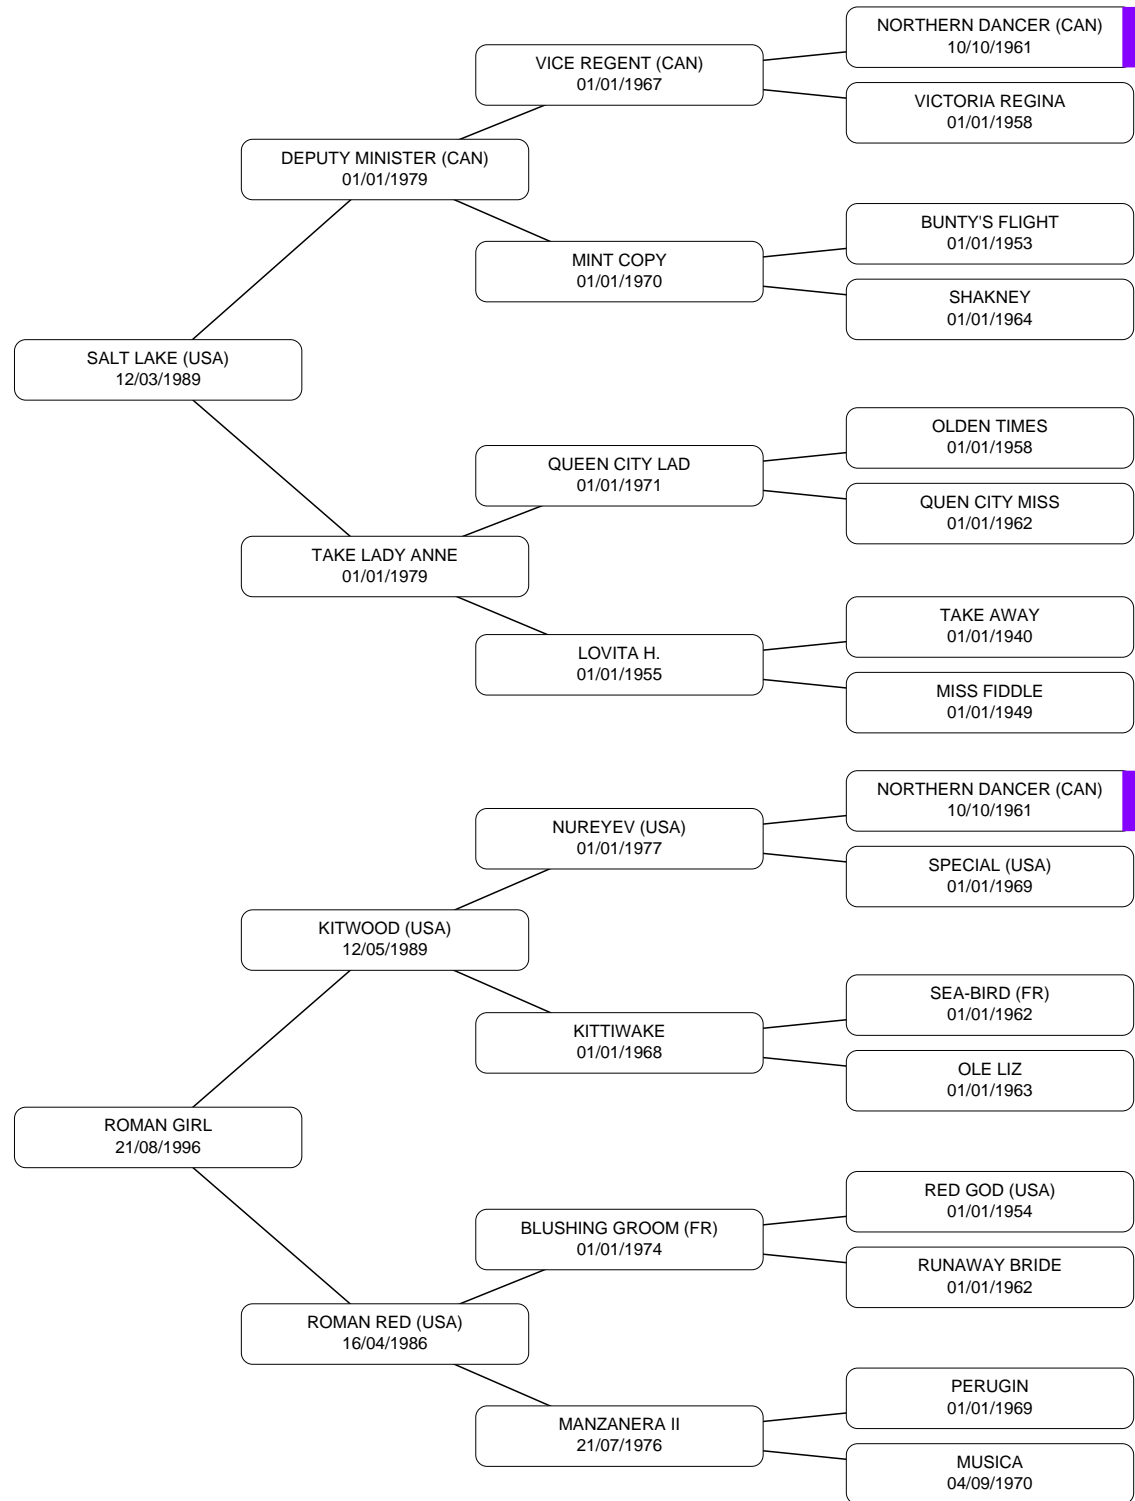 NORTHERN DANCER (CAN)
10/10/1961
VICE REGENT (CAN)
01/01/1967
VICTORIA REGINA
01/01/1958
DEPUTY MINISTER (CAN)
01/01/1979
BUNTY'S FLIGHT
01/01/1953
MINT COPY
01/01/1970
SHAKNEY
01/01/1964
SALT LAKE (USA)
12/03/1989
OLDEN TIMES
01/01/1958
QUEEN CITY LAD
01/01/1971
QUEN CITY MISS
01/01/1962
TAKE LADY ANNE
01/01/1979
TAKE AWAY
01/01/1940
LOVITA H.
01/01/1955
MISS FIDDLE
01/01/1949
NORTHERN DANCER (CAN)
10/10/1961
NUREYEV (USA)
01/01/1977
SPECIAL (USA)
01/01/1969
KITWOOD (USA)
12/05/1989
SEA-BIRD (FR)
01/01/1962
KITTIWAKE
01/01/1968
OLE LIZ
01/01/1963
ROMAN GIRL
21/08/1996
RED GOD (USA)
01/01/1954
BLUSHING GROOM (FR)
01/01/1974
RUNAWAY BRIDE
01/01/1962
ROMAN RED (USA)
16/04/1986
PERUGIN
01/01/1969
MANZANERA II
21/07/1976
MUSICA
04/09/1970